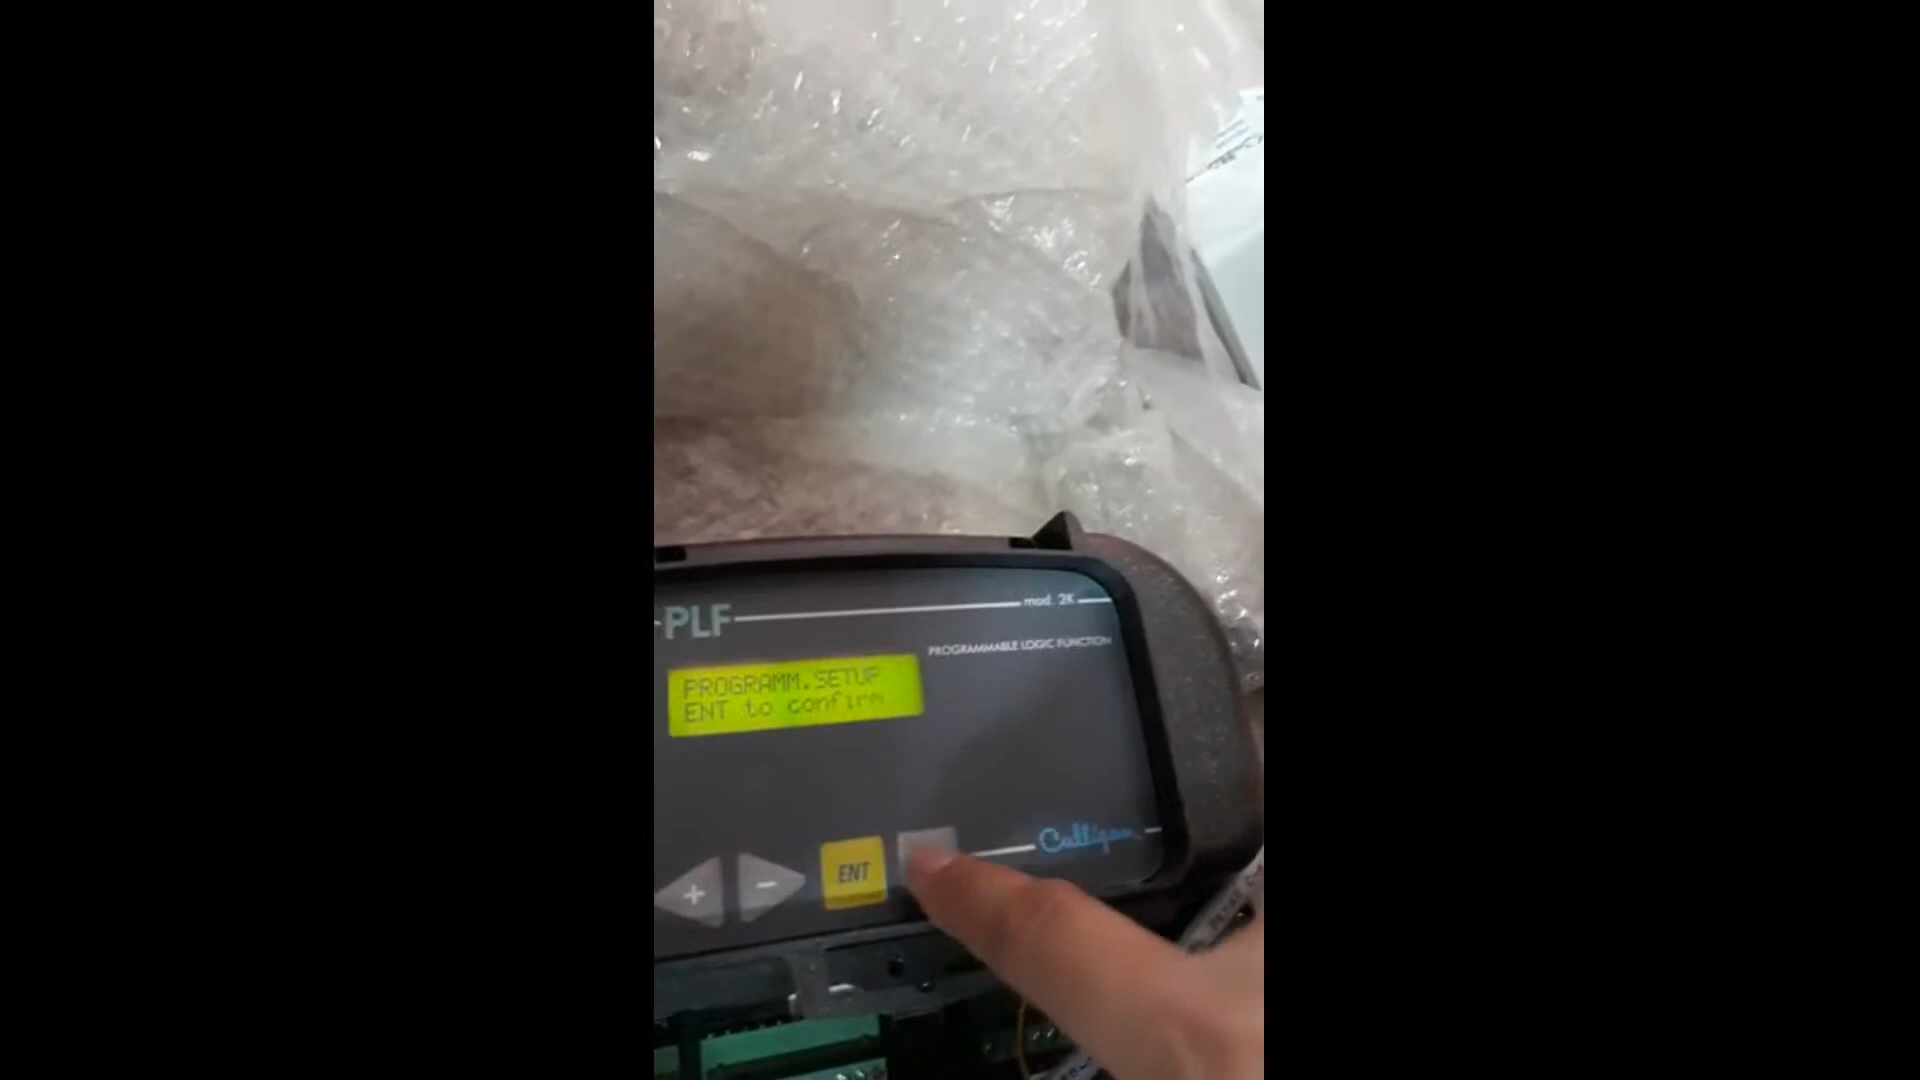 PLF
mod. 2K
PROGRAMMABLE LOGIC FUNCTION
PROGRAMM.SETUP
ENT to confirm
Culligan
+
-
ENT